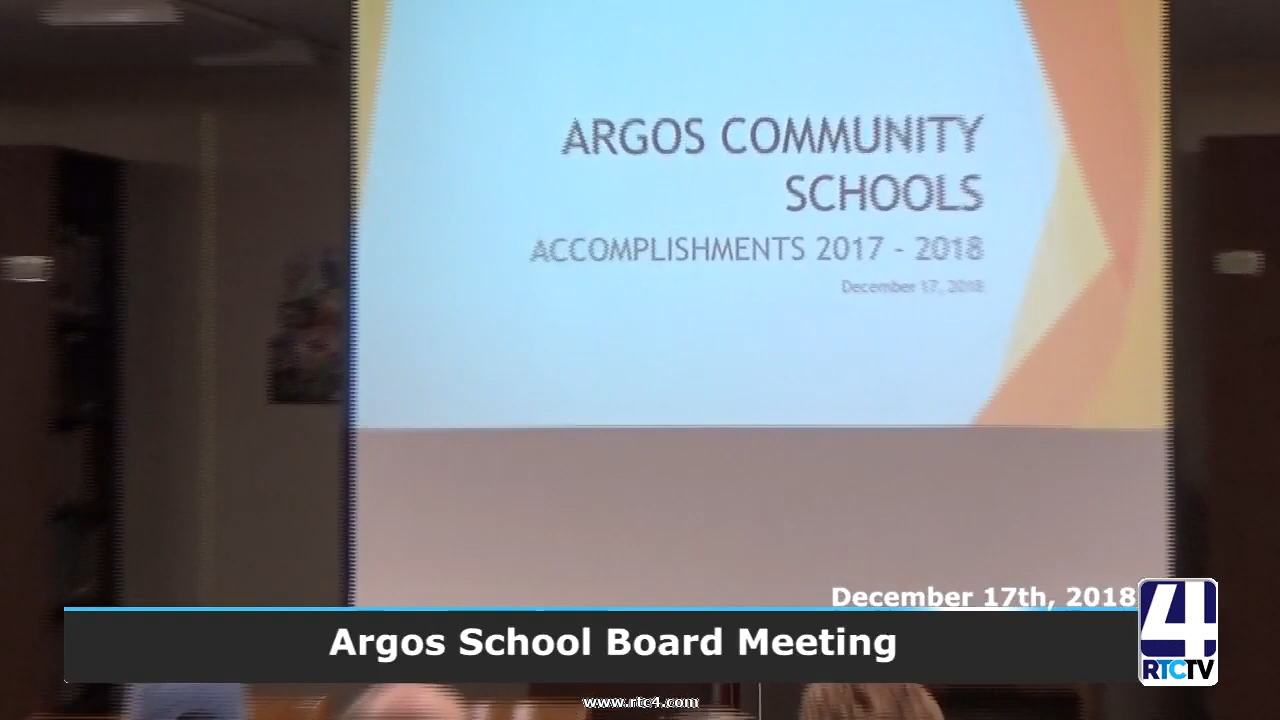 ARGOS COMMUNITY
SCHOOLS
ACCOMPLISHMENTS 2017 - 2018
December 17, 2018
December 17th, 2018
Argos School Board Meeting
4
RTCTV
www.rtc4.com